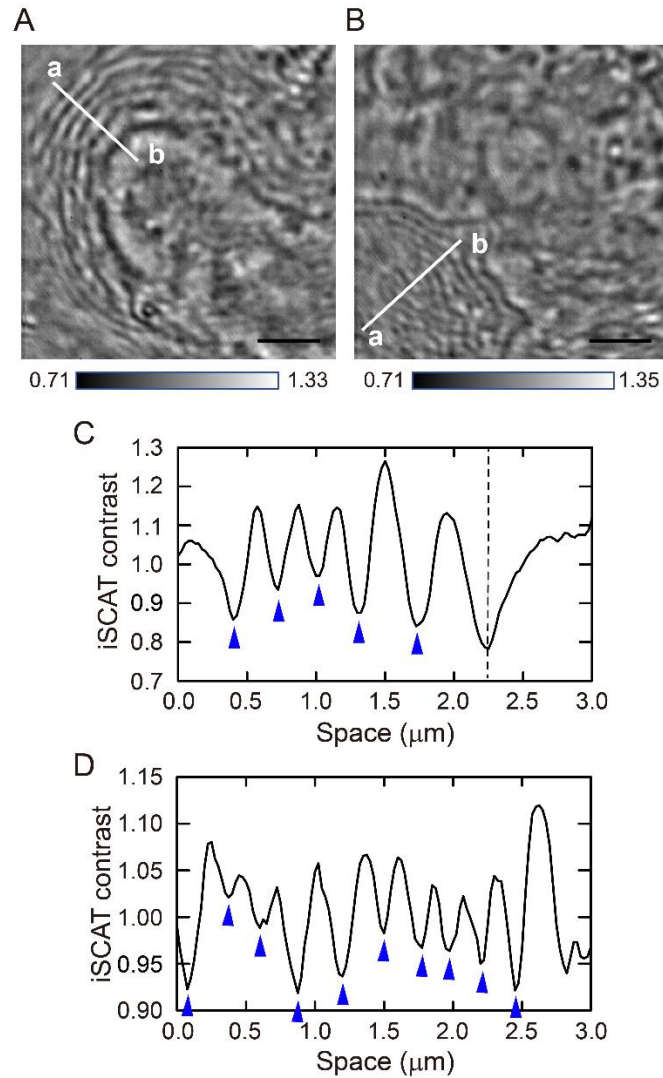 A
B
a
b
b
a
0.71 1.33
0.71 1.35
C
iSCAT contrast
1.3
1.2
1.1
1.0
0.9
0.8
0.7
0.0 0.5 1.0 1.5 2.0 2.5 3.0
Space (μm)
D
iSCAT contrast
1.15
1.10
1.05
1.00
0.95
0.90
0.0 0.5 1.0 1.5 2.0 2.5 3.0
Space (μm)